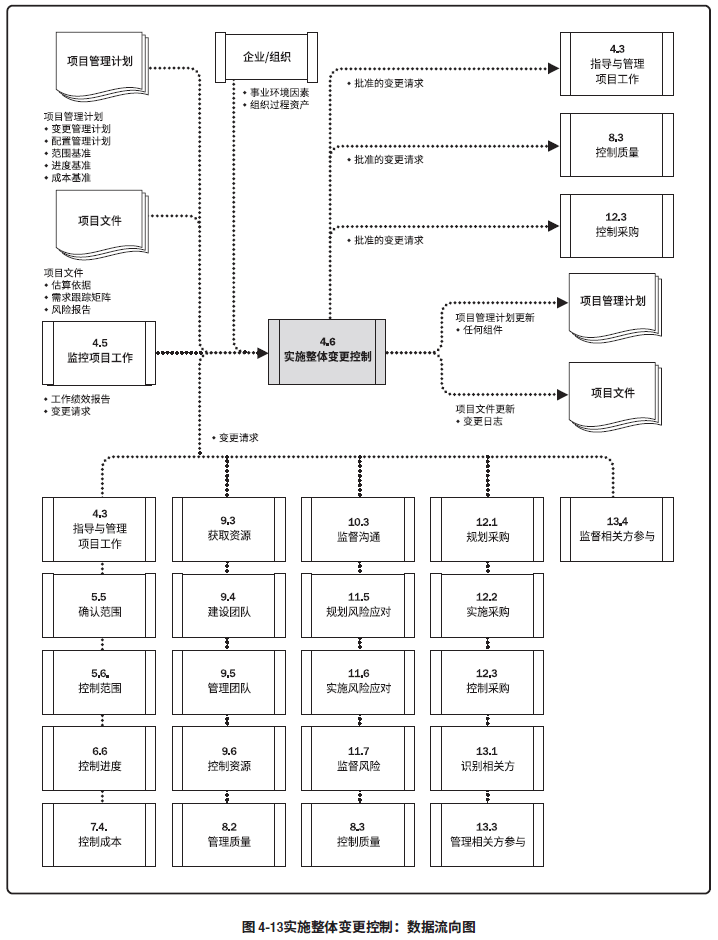 项目管理计划
项目管理计划
◆ 变更管理计划
◆ 配置管理计划
◆ 范围基准
◆ 进度基准
◆ 成本基准
企业/组织
◆ 事业环境因素
◆ 组织过程资产
◆ 批准的变更请求
4.3
指导与管理
项目工作
◆ 批准的变更请求
8.3
控制质量
◆ 批准的变更请求
12.3
控制采购
项目文件
项目文件
◆ 估算依据
◆ 需求跟踪矩阵
◆ 风险报告
4.5
监控项目工作
◆ 工作绩效报告
◆ 变更请求
4.6
实施整体变更控制
项目管理计划更新
◆ 任何组件
项目管理计划
项目文件更新
◆ 变更日志
项目文件
◆ 变更请求
4.3
指导与管理
项目工作
5.5
确认范围
5.6.
控制范围
6.6
控制进度
7.4.
控制成本
9.3
获取资源
9.4
建设团队
9.5
管理团队
9.6
控制资源
8.2
管理质量
10.3
监督沟通
11.5
规划风险应对
11.6
实施风险应对
11.7
监督风险
8.3
控制质量
12.1
规划采购
12.2
实施采购
12.3
控制采购
13.1
识别相关方
13.3
管理相关方参与
13.4
监督相关方参与
图 4-13实施整体变更控制：数据流向图